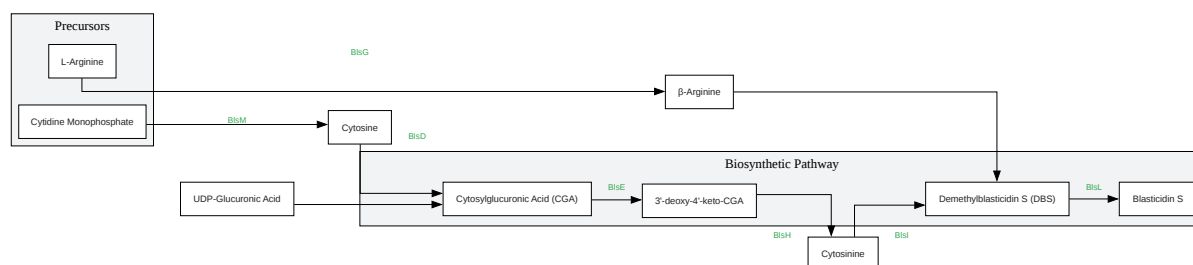 Precursors
L-Arginine
BlsG
β-Arginine
Cytidine Monophosphate
BlsM
Cytosine
BlsD
Biosynthetic Pathway
UDP-Glucuronic Acid
Cytosylglucuronic Acid (CGA)
BlsE
3'-deoxy-4'-keto-CGA
Demethylblasticidin S (DBS)
BlsL
Blasticidin S
BlsH
Cytosinine
BlsI